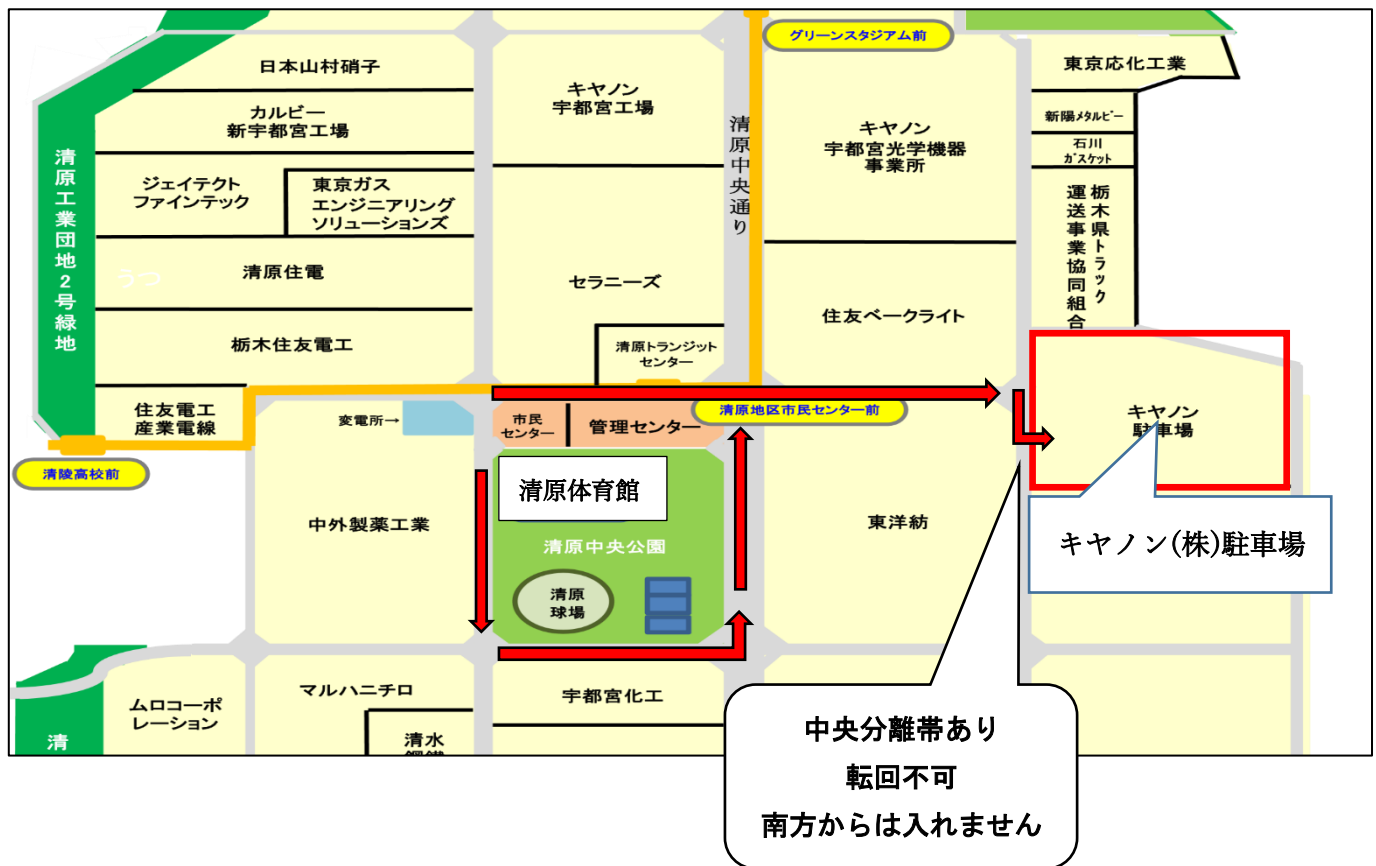 グリーンスタジアム前
日本山村硝子
キヤノン
宇都宮工場
東京応化工業
カルビー
新宇都宮工場
清原中央通り
キヤノン
宇都宮光学機器
事業所
新陽メタルビー
石川
ガスケット
清原工業団地2号緑地
ジェイテクト
ファインテック
東京ガス
エンジニアリング
ソリューションズ
栃木県トラック
運送事業協同組合
うつ
清原住電
セラニーズ
住友ベークライト
栃木住友電工
清原トランジット
センター
住友電工
産業電線
変電所→
市民
センター
管理センター
清原地区市民センター前
キヤノン
駐車場
清陵高校前
清原体育館
中外製薬工業
清原中央公園
東洋紡
キヤノン(株)駐車場
清原
球場
ムロコーポ
レーション
マルハニチロ
宇都宮化工
清
清水
中央分離帯あり
転回不可
南方からは入れません